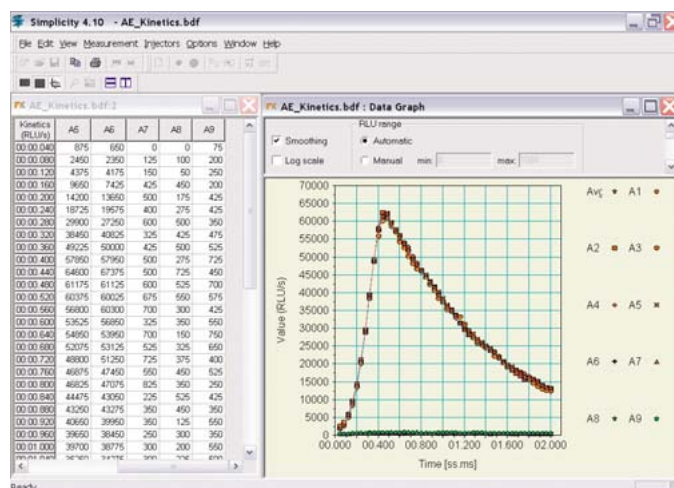 Simplicity 4.10 - AE_Kinetics.bdf
File Edit View Measurement Injectors Options Window Help
AE_Kinetics.bdf:2
Kinetics (RLU/s) A5 A6 A7 A8 A9
00:00.040 875 650 0 0 75
00:00.080 2450 2350 125 100 200
00:00.120 4375 4175 150 50 250
00:00.160 9650 7425 425 450 200
00:00.200 14200 13650 500 175 425
00:00.240 18725 19575 400 275 425
00:00.280 29900 27250 600 500 350
00:00.320 38450 40825 325 425 475
00:00.360 49225 50000 425 500 525
00:00.400 57850 57950 500 275 725
00:00.440 64600 67375 500 725 450
00:00.480 61175 61125 600 525 700
00:00.520 60375 60025 675 550 575
00:00.560 56800 60300 700 300 425
00:00.600 53525 56850 325 350 550
00:00.640 54950 53950 700 150 750
00:00.680 52075 53125 525 325 650
00:00.720 48800 51250 725 375 400
00:00.760 46875 47450 550 450 525
00:00.800 46825 47075 825 350 250
00:00.840 44475 43050 225 525 425
00:00.880 43250 43275 350 450 350
00:00.920 40650 39950 350 125 550
00:00.960 39650 38450 250 300 350
00:01.000 39700 38775 300 200 550
AE_Kinetics.bdf : Data Graph
Smoothing
Log scale
RLU range
Automatic
Manual min: max:
Value (RLU/s)
70000
65000
60000
55000
50000
45000
40000
35000
30000
25000
20000
15000
10000
5000
0
00.000 00.400 00.800 01.200 01.600 02.000
Time [ss.ms]
Avg A1
A2 A3
A4 A5
A6 A7
A8 A9
Ready